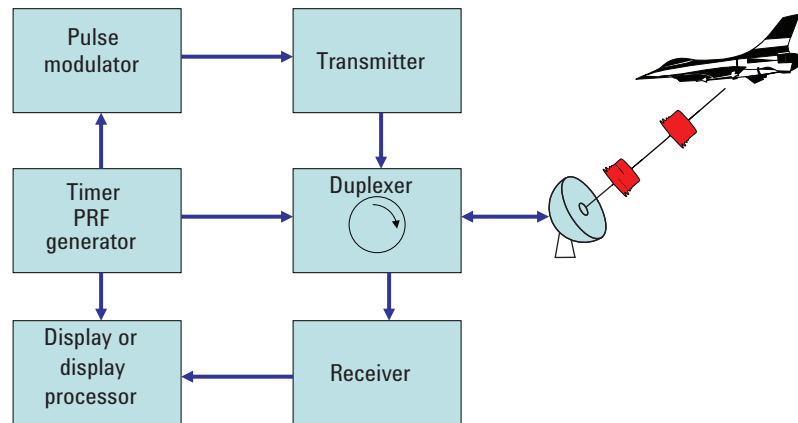 Pulse
modulator
Transmitter
Timer
PRF
generator
Duplexer
Display or
display
processor
Receiver